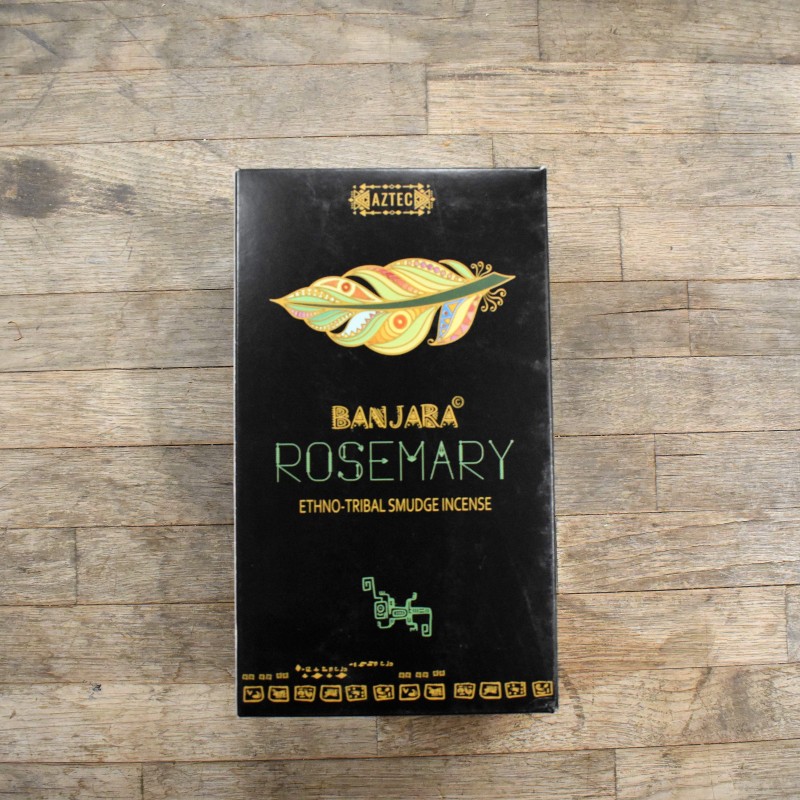 AZTEC
BANJARA©
ROSEMARY
ETHNO-TRIBAL SMUDGE INCENSE